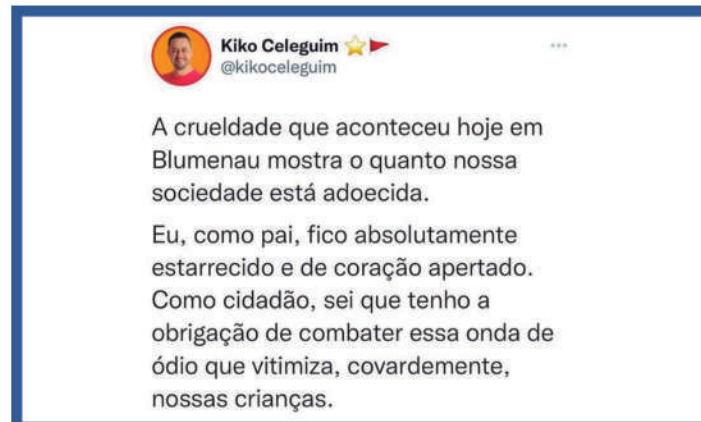 Kiko Celeguim ⭐🚩
@kikoceleguim
A crueldade que aconteceu hoje em
Blumenau mostra o quanto nossa
sociedade está adoecida.
Eu, como pai, fico absolutamente
estarrecido e de coração apertado.
Como cidadão, sei que tenho a
obrigação de combater essa onda de
ódio que vitimiza, covardemente,
nossas crianças.